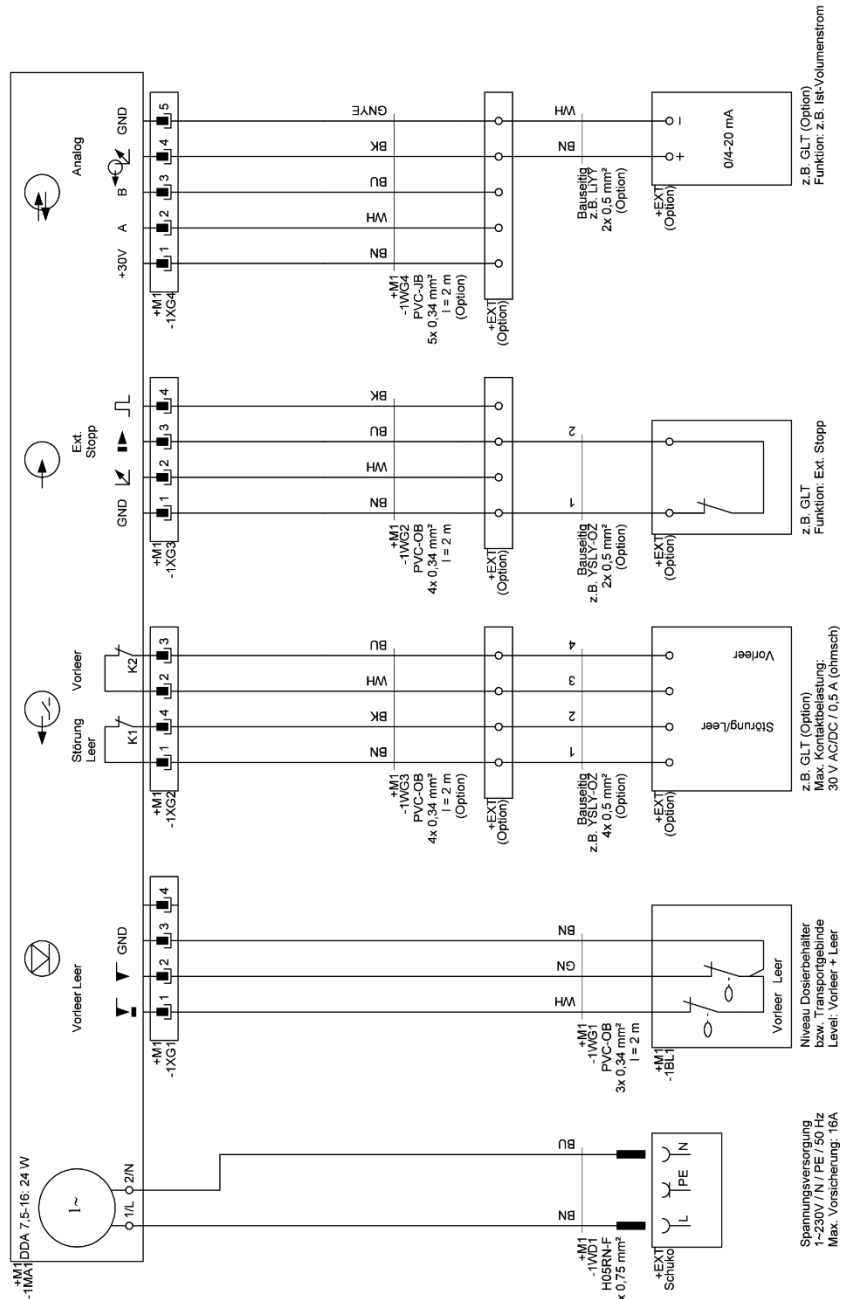 +M1
-1MA1
DDA 7,5-16: 24 W
1~
1/L
2/N
Vorleer Leer
GND
Störung
Leer
Vorleer
K1
K2
Ext.
Stopp
GND
Analog
+30V
A
B
GND
+M1
-1XG1
1
2
3
4
+M1
-1XG2
1
4
2
3
+M1
-1XG3
1
2
3
4
+M1
-1XG4
1
2
3
4
5
BN
BU
+M1
-1WD1
H05RN-F
x 0,75 mm²
WH
GN
BN
+M1
-1WG1
PVC-OB
3x 0,34 mm²
l = 2 m
BN
BK
WH
BU
+M1
-1WG3
PVC-OB
4x 0,34 mm²
l = 2 m
(Option)
BN
WH
BU
BK
+M1
-1WG2
PVC-OB
4x 0,34 mm²
l = 2 m
BN
WH
BU
BK
GNYE
+M1
-1WG4
PVC-JB
5x 0,34 mm²
l = 2 m
(Option)
+EXT
(Option)
+EXT
(Option)
+EXT
(Option)
1
2
3
4
Bauseitig
z.B. YSLY-OZ
4x 0,5 mm²
(Option)
1
2
Bauseitig
z.B. YSLY-OZ
2x 0,5 mm²
(Option)
BN
WH
Bauseitig
z.B. LiYY
2x 0,5 mm²
(Option)
+EXT
Schuko
L
PE
N
+M1
-1BL1
Vorleer
Leer
+EXT
(Option)
Störung/Leer
Vorleer
+EXT
(Option)
+EXT
(Option)
+
-
0/4-20 mA
Spannungsversorgung
1~230V / N / PE / 50 Hz
Max. Vorsicherung: 16A
Niveau Dosierbehälter
bzw. Transportgebinde
Level: Vorleer + Leer
z.B. GLT (Option)
Max. Kontaktbelastung:
30 V AC/DC / 0,5 A (ohmsch)
z.B. GLT
Funktion: Ext. Stopp
z.B. GLT (Option)
Funktion: z.B. Ist-Volumenstrom